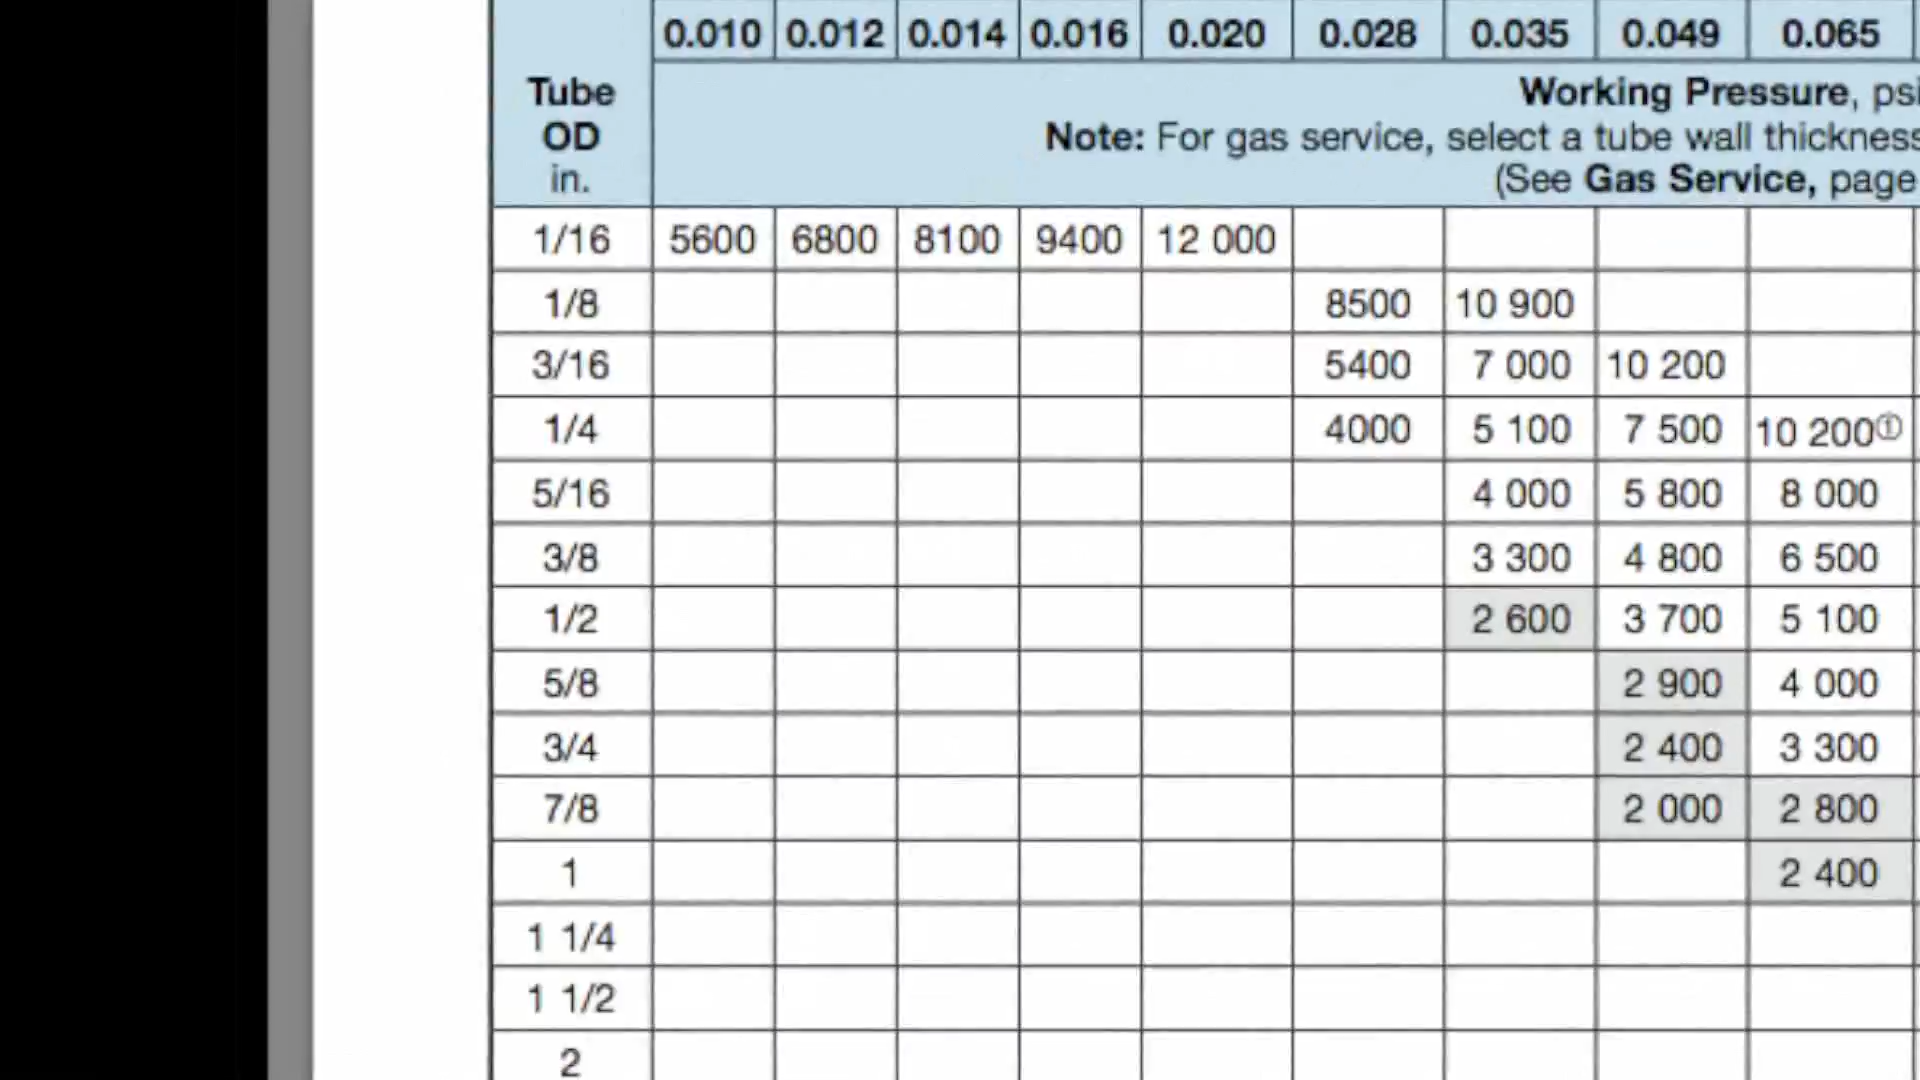 0.010 0.012 0.014 0.016 0.020 0.028 0.035 0.049 0.065
Tube OD in.
Working Pressure, psi
Note: For gas service, select a tube wall thickness
(See Gas Service, page
1/16 5600 6800 8100 9400 12 000
1/8 8500 10 900
3/16 5400 7 000 10 200
1/4 4000 5 100 7 500 10 200①
5/16 4 000 5 800 8 000
3/8 3 300 4 800 6 500
1/2 2 600 3 700 5 100
5/8 2 900 4 000
3/4 2 400 3 300
7/8 2 000 2 800
1 2 400
1 1/4
1 1/2
2